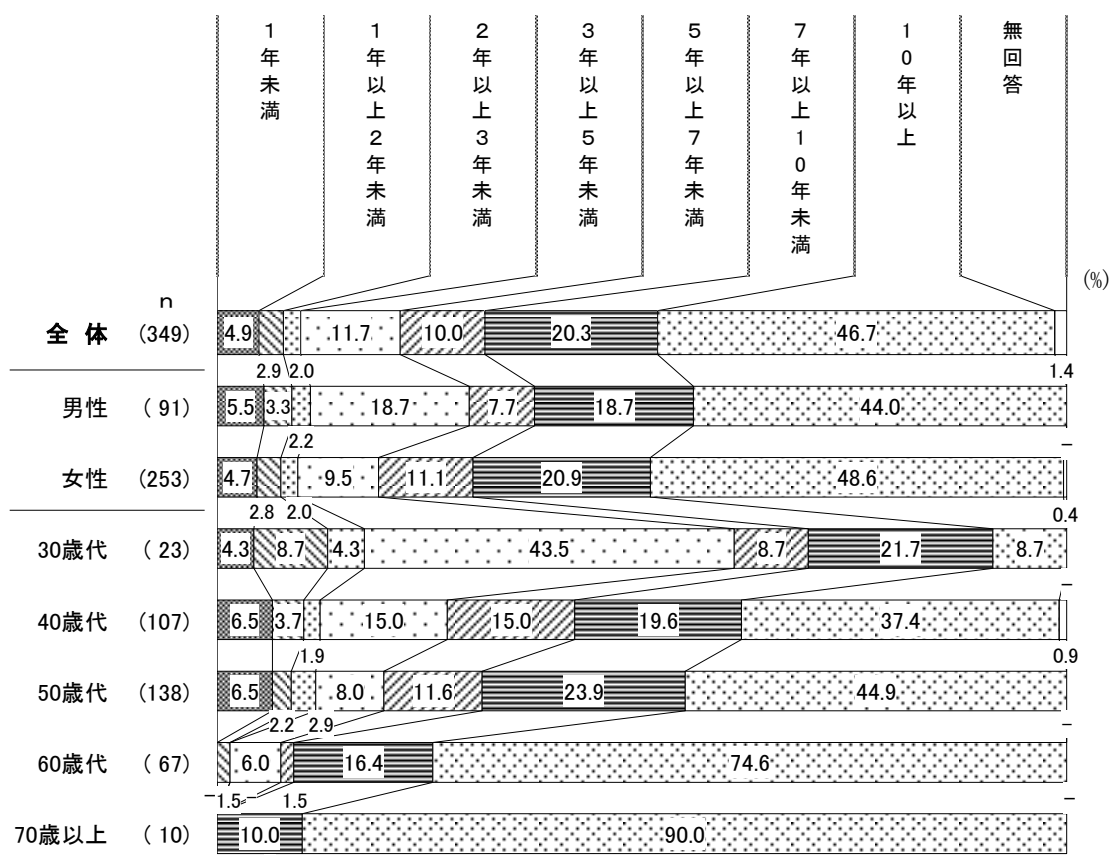 1年未満
1年以上2年未満
2年以上3年未満
3年以上5年未満
5年以上7年未満
7年以上10年未満
10年以上
無回答
(%)
n
全 体 (349) 4.9 11.7 10.0 20.3 46.7
2.9 2.0 1.4
男性 ( 91) 5.5 3.3 18.7 7.7 18.7 44.0
2.2 −
女性 (253) 4.7 9.5 11.1 20.9 48.6
2.8 2.0 0.4
30歳代 ( 23) 4.3 8.7 4.3 43.5 8.7 21.7 8.7
−
40歳代 (107) 6.5 3.7 15.0 15.0 19.6 37.4
1.9 0.9
50歳代 (138) 6.5 8.0 11.6 23.9 44.9
2.2 2.9 −
60歳代 ( 67) 6.0 16.4 74.6
− 1.5 − 1.5 −
70歳以上 ( 10) 10.0 90.0